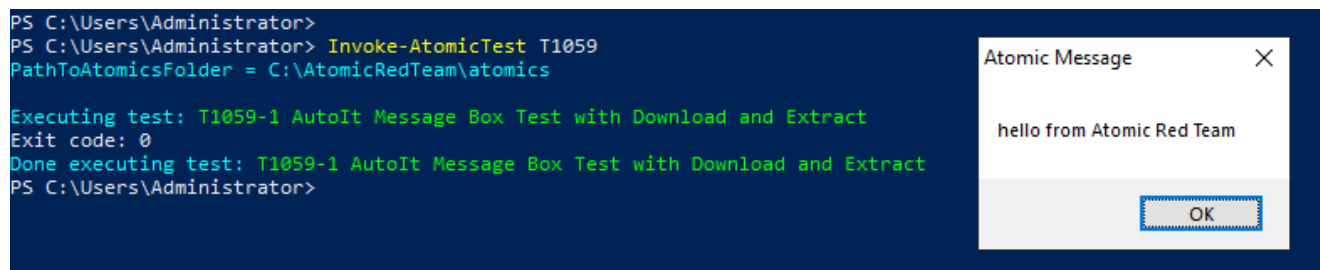 PS C:\Users\Administrator>
PS C:\Users\Administrator> Invoke-AtomicTest T1059
PathToAtomicsFolder = C:\AtomicRedTeam\atomics
Executing test: T1059-1 AutoIt Message Box Test with Download and Extract
Exit code: 0
Done executing test: T1059-1 AutoIt Message Box Test with Download and Extract
PS C:\Users\Administrator>
Atomic Message
hello from Atomic Red Team
OK